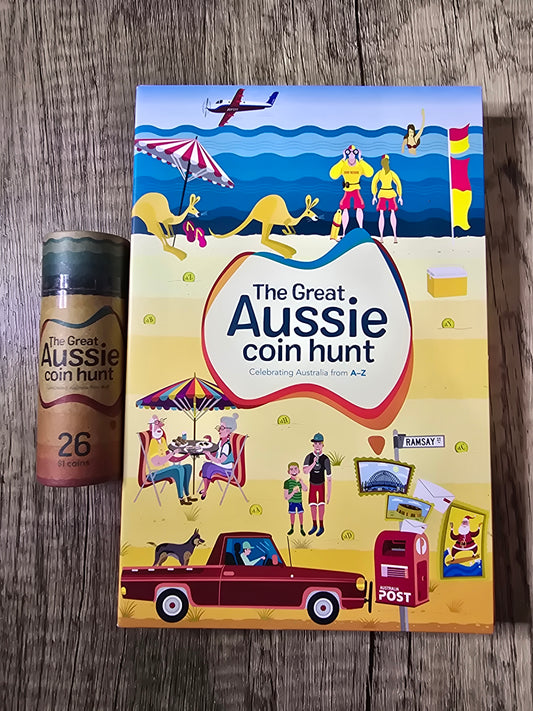 The Great
Aussie
coin hunt
Celebrating Australia from A–Z
RAMSAY ST
AUSTRALIA
POST
The Great
Aussie
coin hunt
26
$1 coins